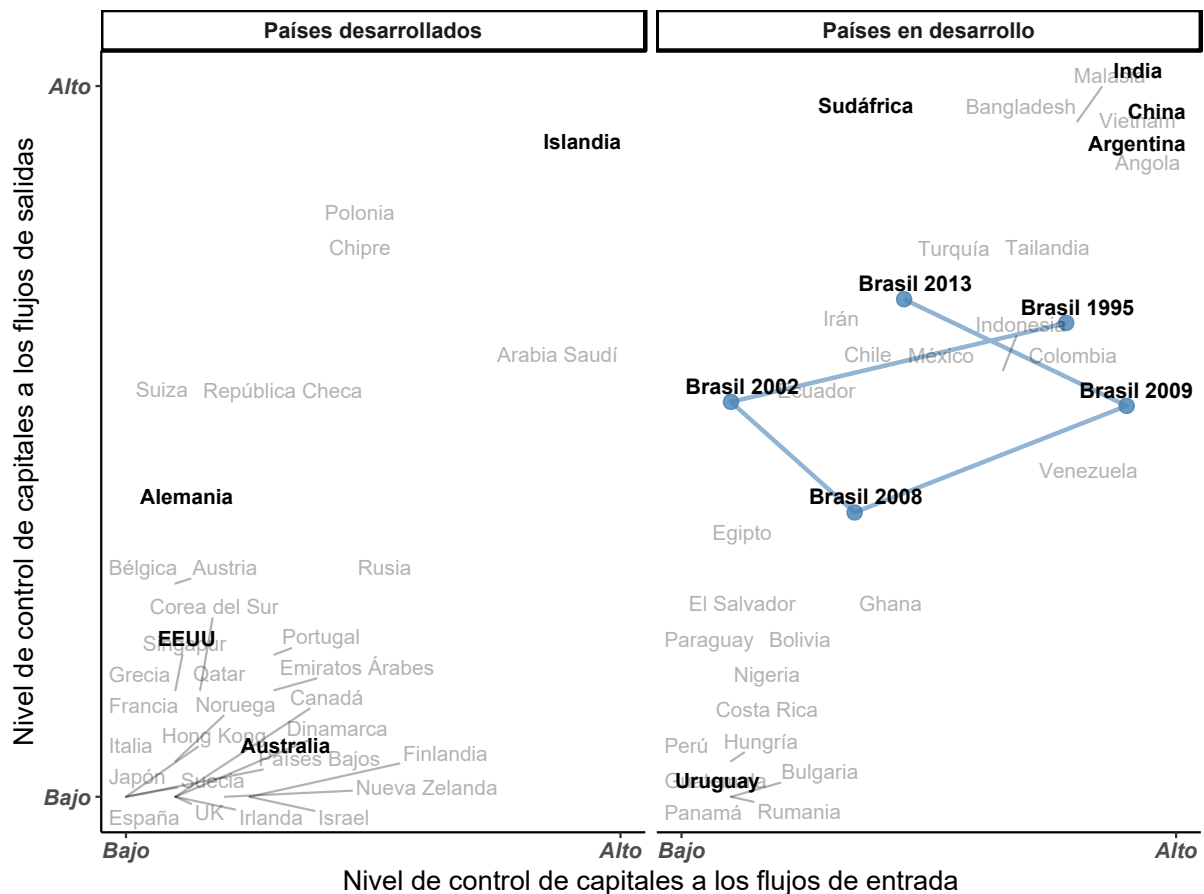 Países desarrollados
Países en desarrollo
Nivel de control de capitales a los flujos de salidas
Alto
Bajo
Islandia
Polonia
Chipre
Arabia Saudí
Suiza
República Checa
Alemania
Bélgica
Austria
Rusia
Corea del Sur
EEUU
Singapur
Portugal
Grecia
Qatar
Emiratos Árabes
Francia
Noruega
Canadá
Italia
Hong Kong
Dinamarca
Australia
Países Bajos
Finlandia
Japón
Suecia
Nueva Zelanda
España
UK
Irlanda
Israel
India
Malasia
Sudáfrica
Bangladesh
China
Vietnam
Argentina
Angola
Turquía
Tailandia
Brasil 2013
Brasil 1995
Irán
Indonesia
Chile
México
Colombia
Brasil 2002
Ecuador
Brasil 2009
Venezuela
Brasil 2008
Egipto
El Salvador
Ghana
Paraguay
Bolivia
Nigeria
Costa Rica
Perú
Hungría
Uruguay
Guatemala
Bulgaria
Panamá
Rumania
Bajo
Alto
Bajo
Alto
Nivel de control de capitales a los flujos de entrada